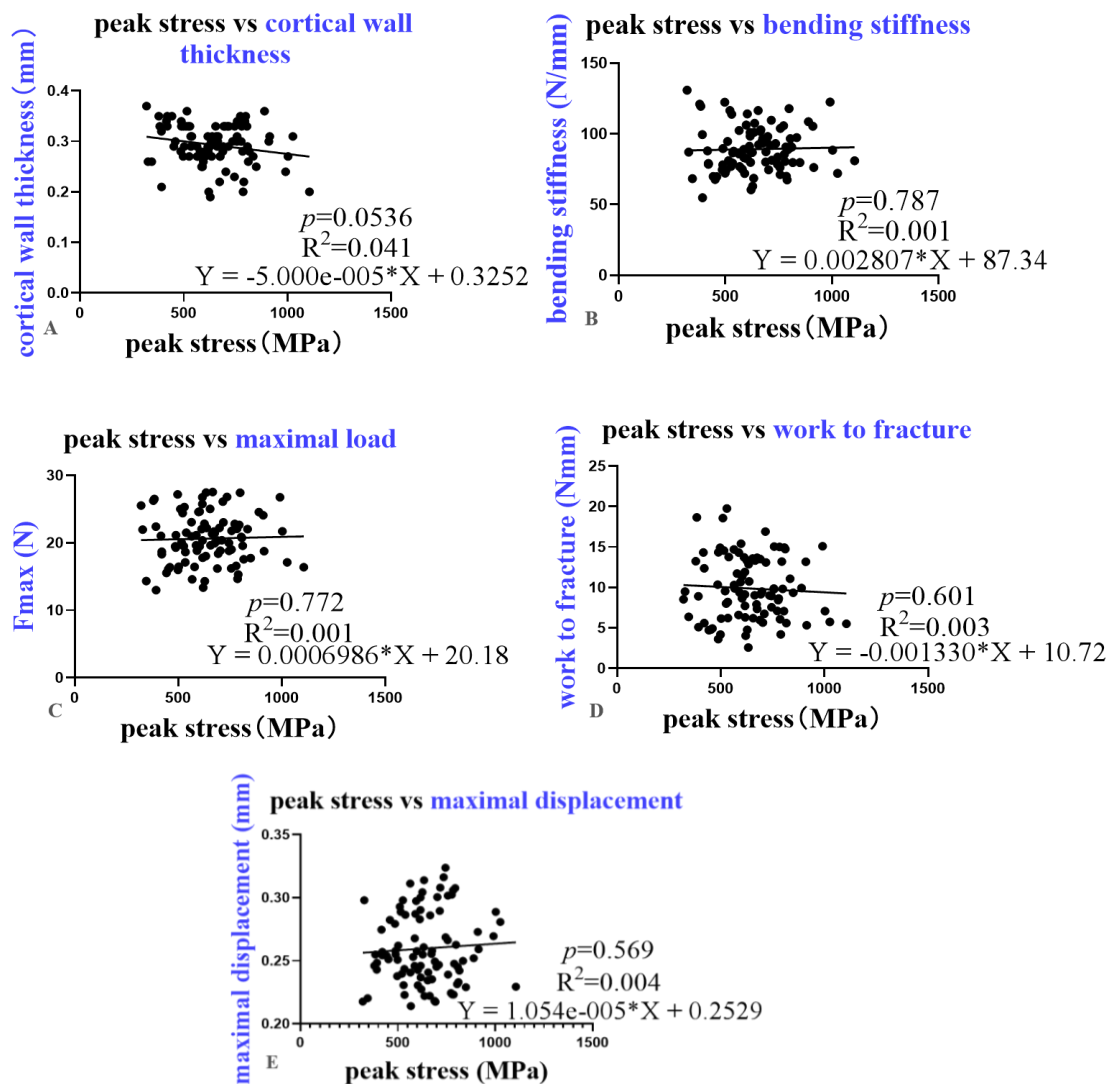 peak stress vs cortical wall
thickness
cortical wall thickness (mm)
0.4
0.3
0.2
0.1
0.0
0
500
1000
1500
p=0.0536
R²=0.041
Y = -5.000e-005*X + 0.3252
A
peak stress (MPa)
peak stress vs bending stiffness
bending stiffness (N/mm)
150
100
50
0
0
500
1000
1500
p=0.787
R²=0.001
Y = 0.002807*X + 87.34
B
peak stress (MPa)
peak stress vs maximal load
Fmax (N)
30
20
10
0
0
500
1000
1500
p=0.772
R²=0.001
Y = 0.0006986*X + 20.18
C
peak stress (MPa)
peak stress vs work to fracture
work to fracture (Nmm)
25
20
15
10
5
0
0
500
1000
1500
p=0.601
R²=0.003
Y = -0.001330*X + 10.72
D
peak stress (MPa)
peak stress vs maximal displacement
maximal displacement (mm)
0.35
0.30
0.25
0.20
0
500
1000
1500
p=0.569
R²=0.004
Y = 1.054e-005*X + 0.2529
E
peak stress (MPa)